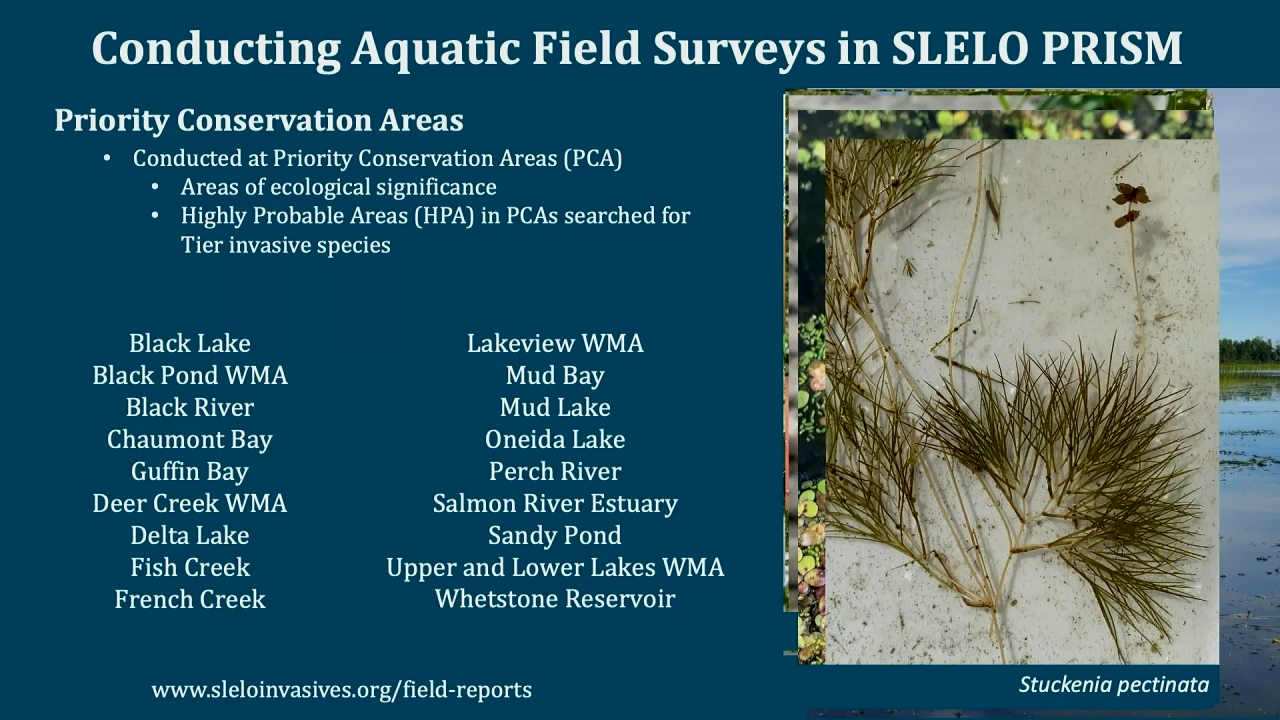 Conducting Aquatic Field Surveys in SLELO PRISM
Priority Conservation Areas
• Conducted at Priority Conservation Areas (PCA)
• Areas of ecological significance
• Highly Probable Areas (HPA) in PCAs searched for
Tier invasive species
Black Lake
Black Pond WMA
Black River
Chaumont Bay
Guffin Bay
Deer Creek WMA
Delta Lake
Fish Creek
French Creek
Lakeview WMA
Mud Bay
Mud Lake
Oneida Lake
Perch River
Salmon River Estuary
Sandy Pond
Upper and Lower Lakes WMA
Whetstone Reservoir
www.sleloinvasives.org/field-reports
Stuckenia pectinata